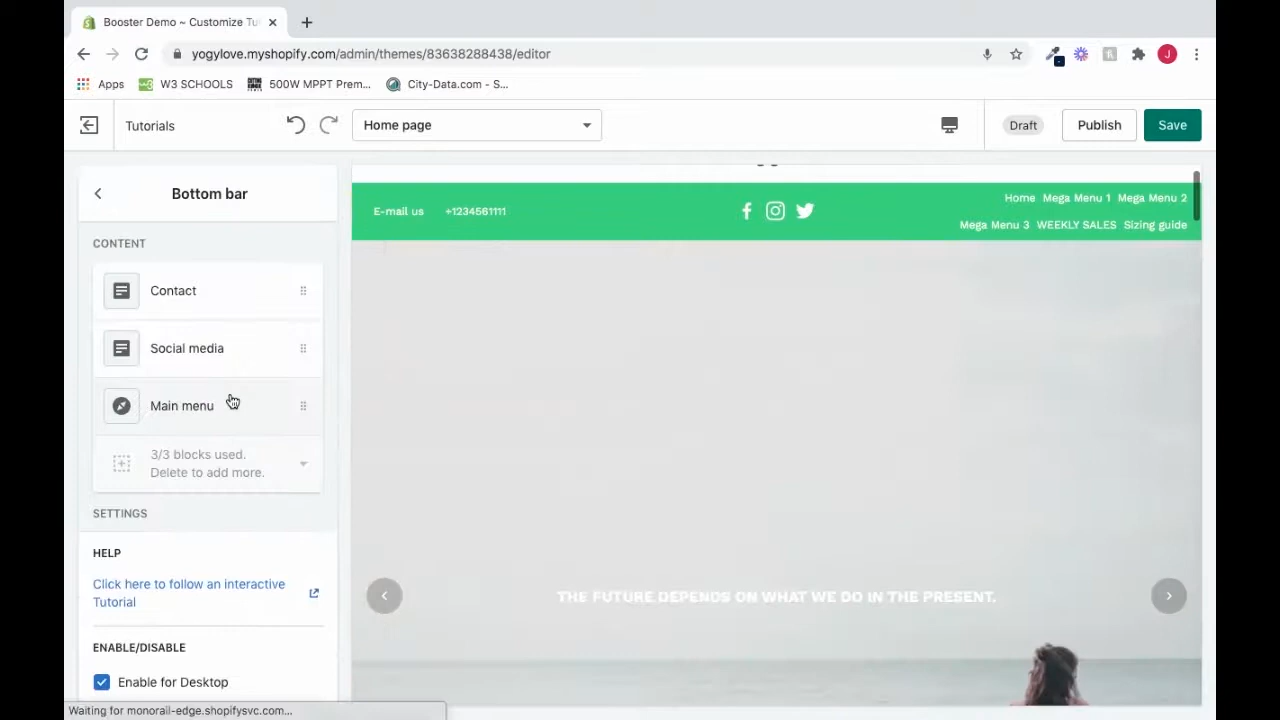 Booster Demo ~ Customize Tu
yogylove.myshopify.com/admin/themes/83638288438/editor
J
Apps
W3 SCHOOLS
500W MPPT Prem...
City-Data.com - S...
Tutorials
Home page
Draft
Publish
Save
Bottom bar
CONTENT
Contact
Social media
Main menu
3/3 blocks used.
Delete to add more.
SETTINGS
HELP
Click here to follow an interactive
Tutorial
ENABLE/DISABLE
Enable for Desktop
Waiting for monorail-edge.shopifysvc.com...
E-mail us +1234561111
Home Mega Menu 1 Mega Menu 2
Mega Menu 3 WEEKLY SALES Sizing guide
THE FUTURE DEPENDS ON WHAT WE DO IN THE PRESENT.